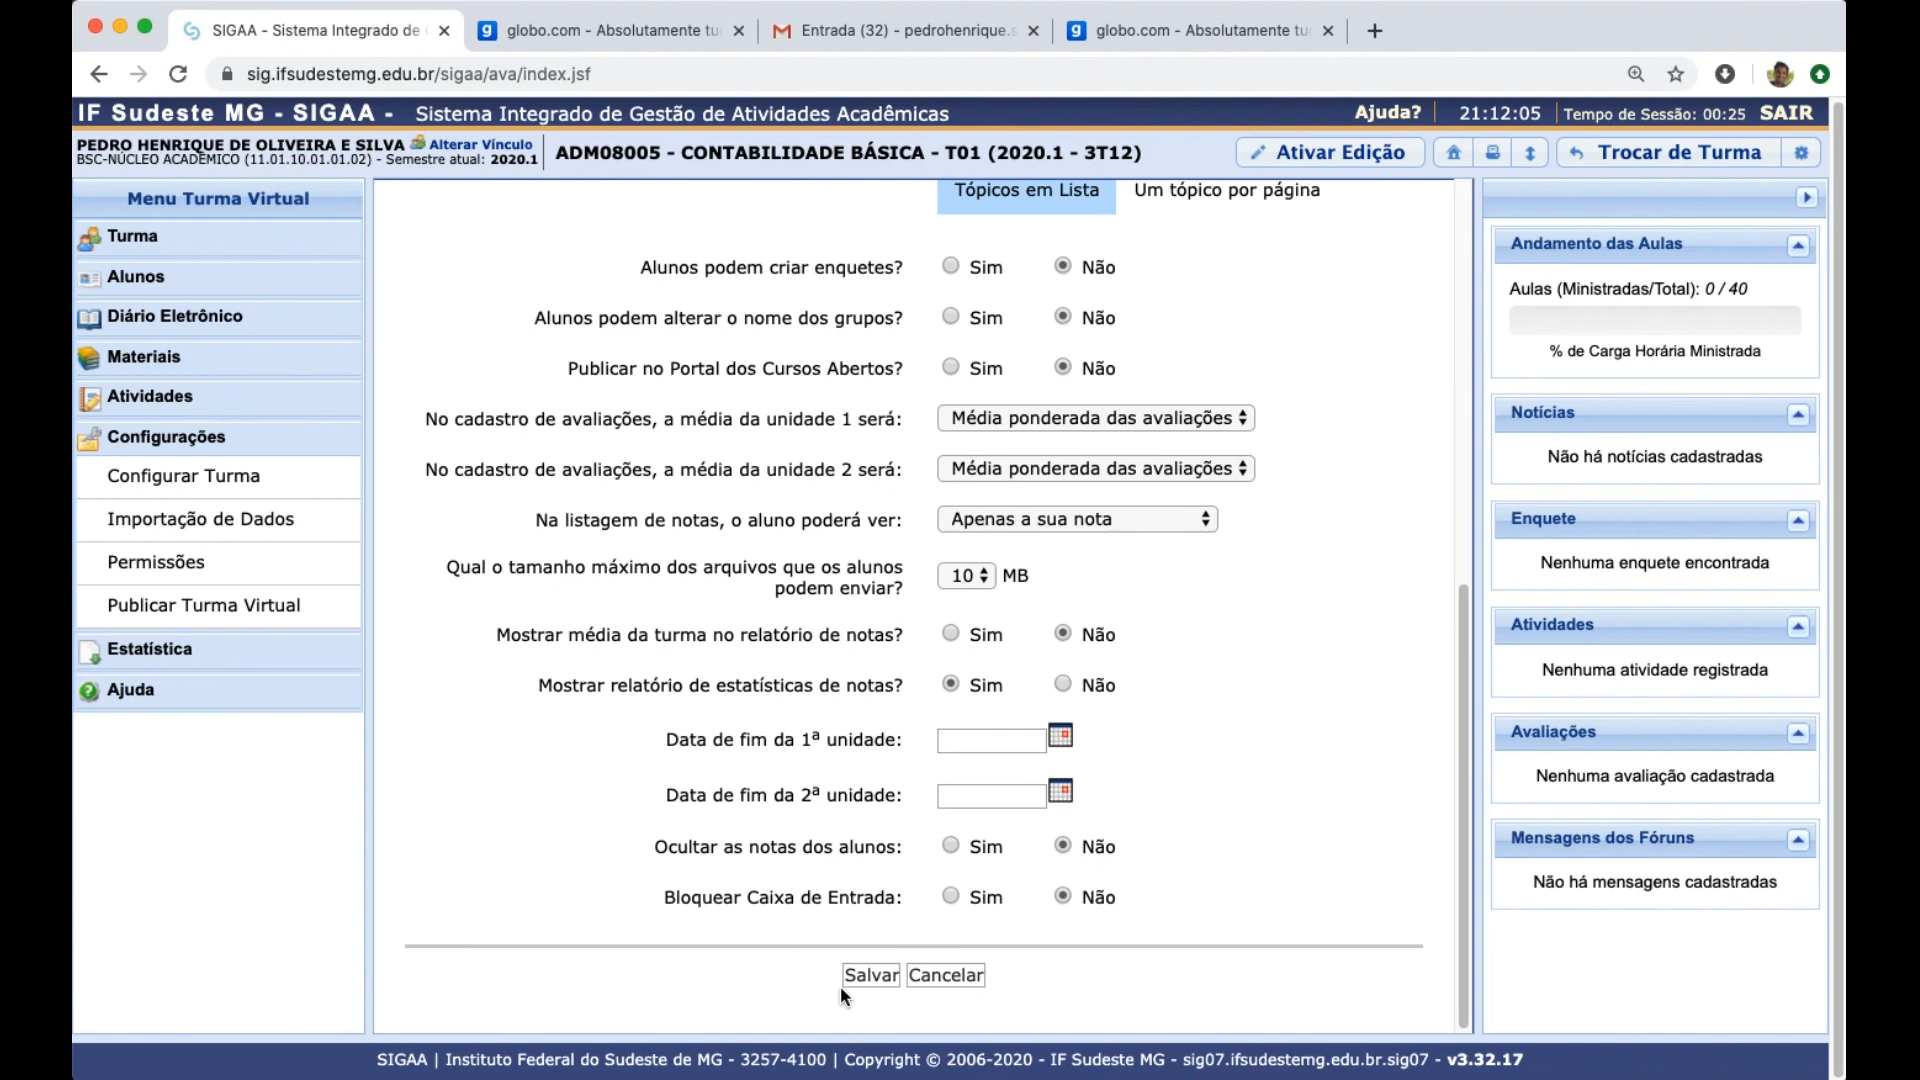 SIGAA - Sistema Integrado de
globo.com - Absolutamente tu
Entrada (32) - pedrohenrique.s
globo.com - Absolutamente tu
sig.ifsudestemg.edu.br/sigaa/ava/index.jsf
IF Sudeste MG - SIGAA - Sistema Integrado de Gestão de Atividades Acadêmicas
Ajuda? 21:12:05 Tempo de Sessão: 00:25 SAIR
PEDRO HENRIQUE DE OLIVEIRA E SILVA Alterar Vínculo
BSC-NÚCLEO ACADÊMICO (11.01.10.01.01.02) - Semestre atual: 2020.1
ADM08005 - CONTABILIDADE BÁSICA - T01 (2020.1 - 3T12)
Ativar Edição
Trocar de Turma
Menu Turma Virtual
Turma
Alunos
Diário Eletrônico
Materiais
Atividades
Configurações
Configurar Turma
Importação de Dados
Permissões
Publicar Turma Virtual
Estatística
Ajuda
Tópicos em Lista Um tópico por página
Alunos podem criar enquetes? Sim Não
Alunos podem alterar o nome dos grupos? Sim Não
Publicar no Portal dos Cursos Abertos? Sim Não
No cadastro de avaliações, a média da unidade 1 será: Média ponderada das avaliações
No cadastro de avaliações, a média da unidade 2 será: Média ponderada das avaliações
Na listagem de notas, o aluno poderá ver: Apenas a sua nota
Qual o tamanho máximo dos arquivos que os alunos
podem enviar? 10 MB
Mostrar média da turma no relatório de notas? Sim Não
Mostrar relatório de estatísticas de notas? Sim Não
Data de fim da 1ª unidade:
Data de fim da 2ª unidade:
Ocultar as notas dos alunos: Sim Não
Bloquear Caixa de Entrada: Sim Não
Salvar Cancelar
Andamento das Aulas
Aulas (Ministradas/Total): 0 / 40
% de Carga Horária Ministrada
Notícias
Não há notícias cadastradas
Enquete
Nenhuma enquete encontrada
Atividades
Nenhuma atividade registrada
Avaliações
Nenhuma avaliação cadastrada
Mensagens dos Fóruns
Não há mensagens cadastradas
SIGAA | Instituto Federal do Sudeste de MG - 3257-4100 | Copyright © 2006-2020 - IF Sudeste MG - sig07.ifsudestemg.edu.br.sig07 - v3.32.17